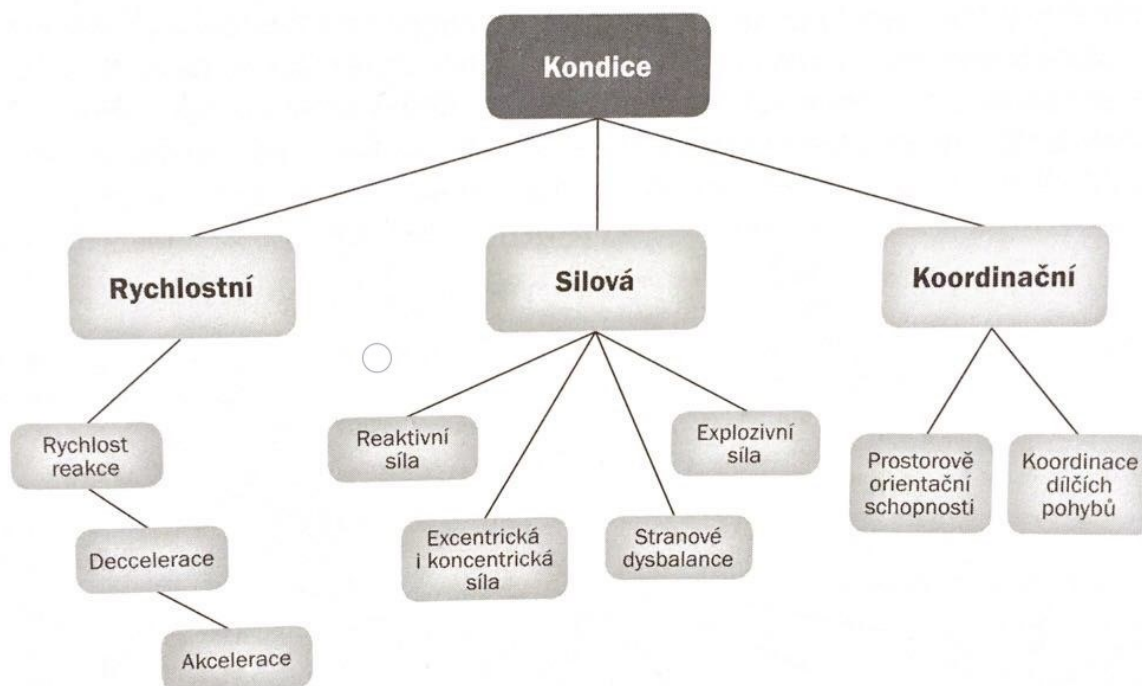 Kondice
Rychlostní
Silová
Koordinační
Rychlost
reakce
Deccelerace
Akcelerace
Reaktivní
síla
Excentrická
i koncentrická
síla
Stranové
dysbalance
Explozivní
síla
Prostorově
orientační
schopnosti
Koordinace
dílčích
pohybů